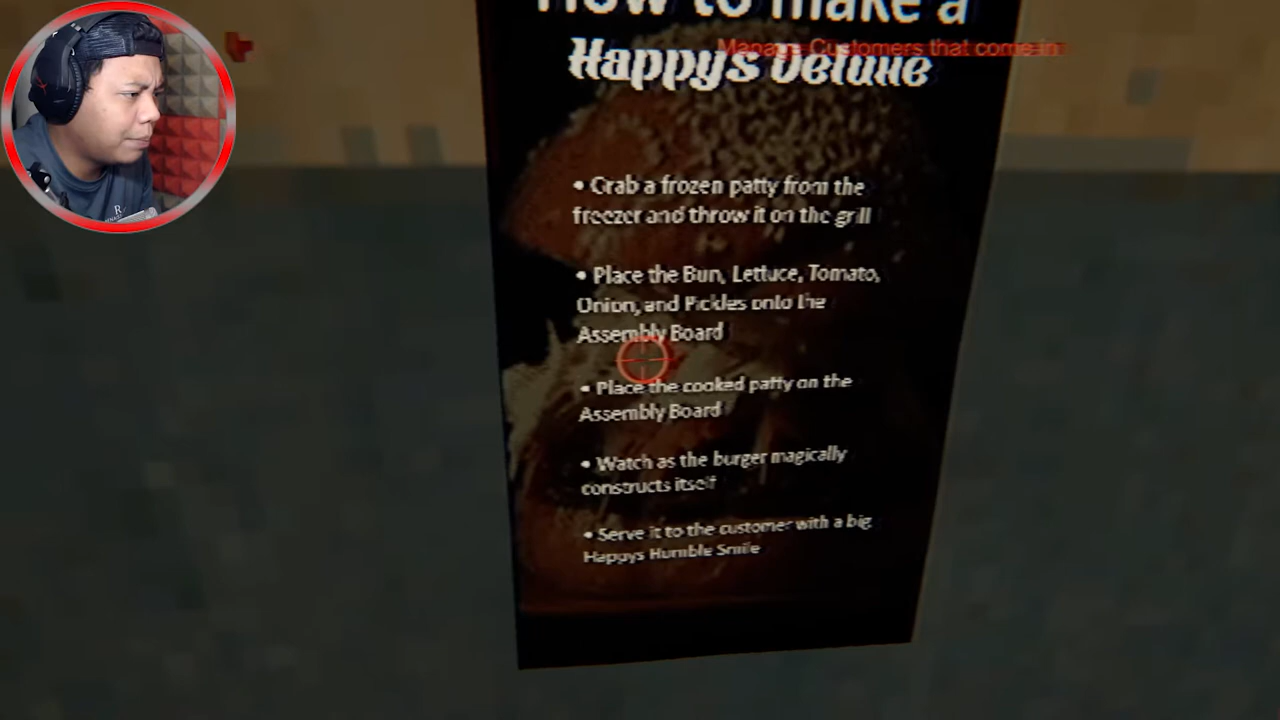 How to make a
Manage Customers that come in
Happy's Deluxe
• Grab a frozen patty from the
freezer and throw it on the grill
• Place the Bun, Lettuce, Tomato,
Onion, and Pickles onto the
Assembly Board
• Place the cooked patty on the
Assembly Board
• Watch as the burger magically
constructs itself
• Serve it to the customer with a big
Happys Humble Smile